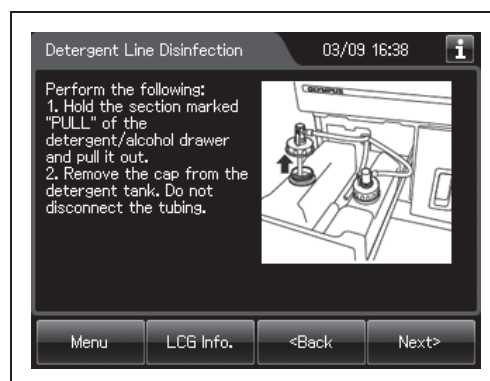 Detergent Line Disinfection
03/09 16:38
i
Perform the following:
1. Hold the section marked
"PULL" of the
detergent/alcohol drawer
and pull it out.
2. Remove the cap from the
detergent tank. Do not
disconnect the tubing.
OLYMPUS
Menu
LCG Info.
<Back
Next>